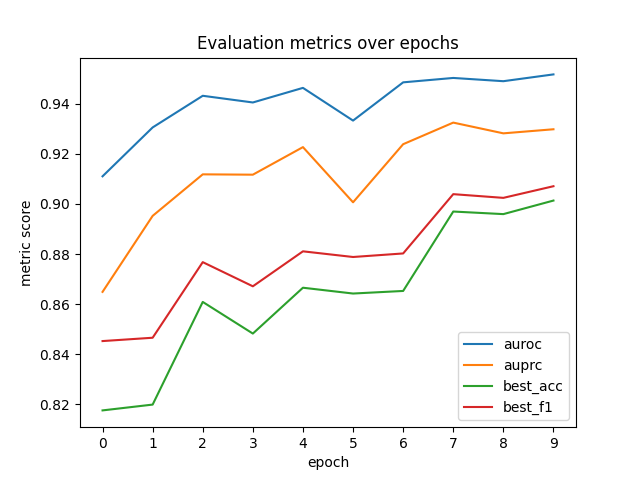 Evaluation metrics over epochs
metric score
0.94
0.92
0.90
0.88
0.86
0.84
0.82
auroc
auprc
best_acc
best_f1
0 1 2 3 4 5 6 7 8 9
epoch